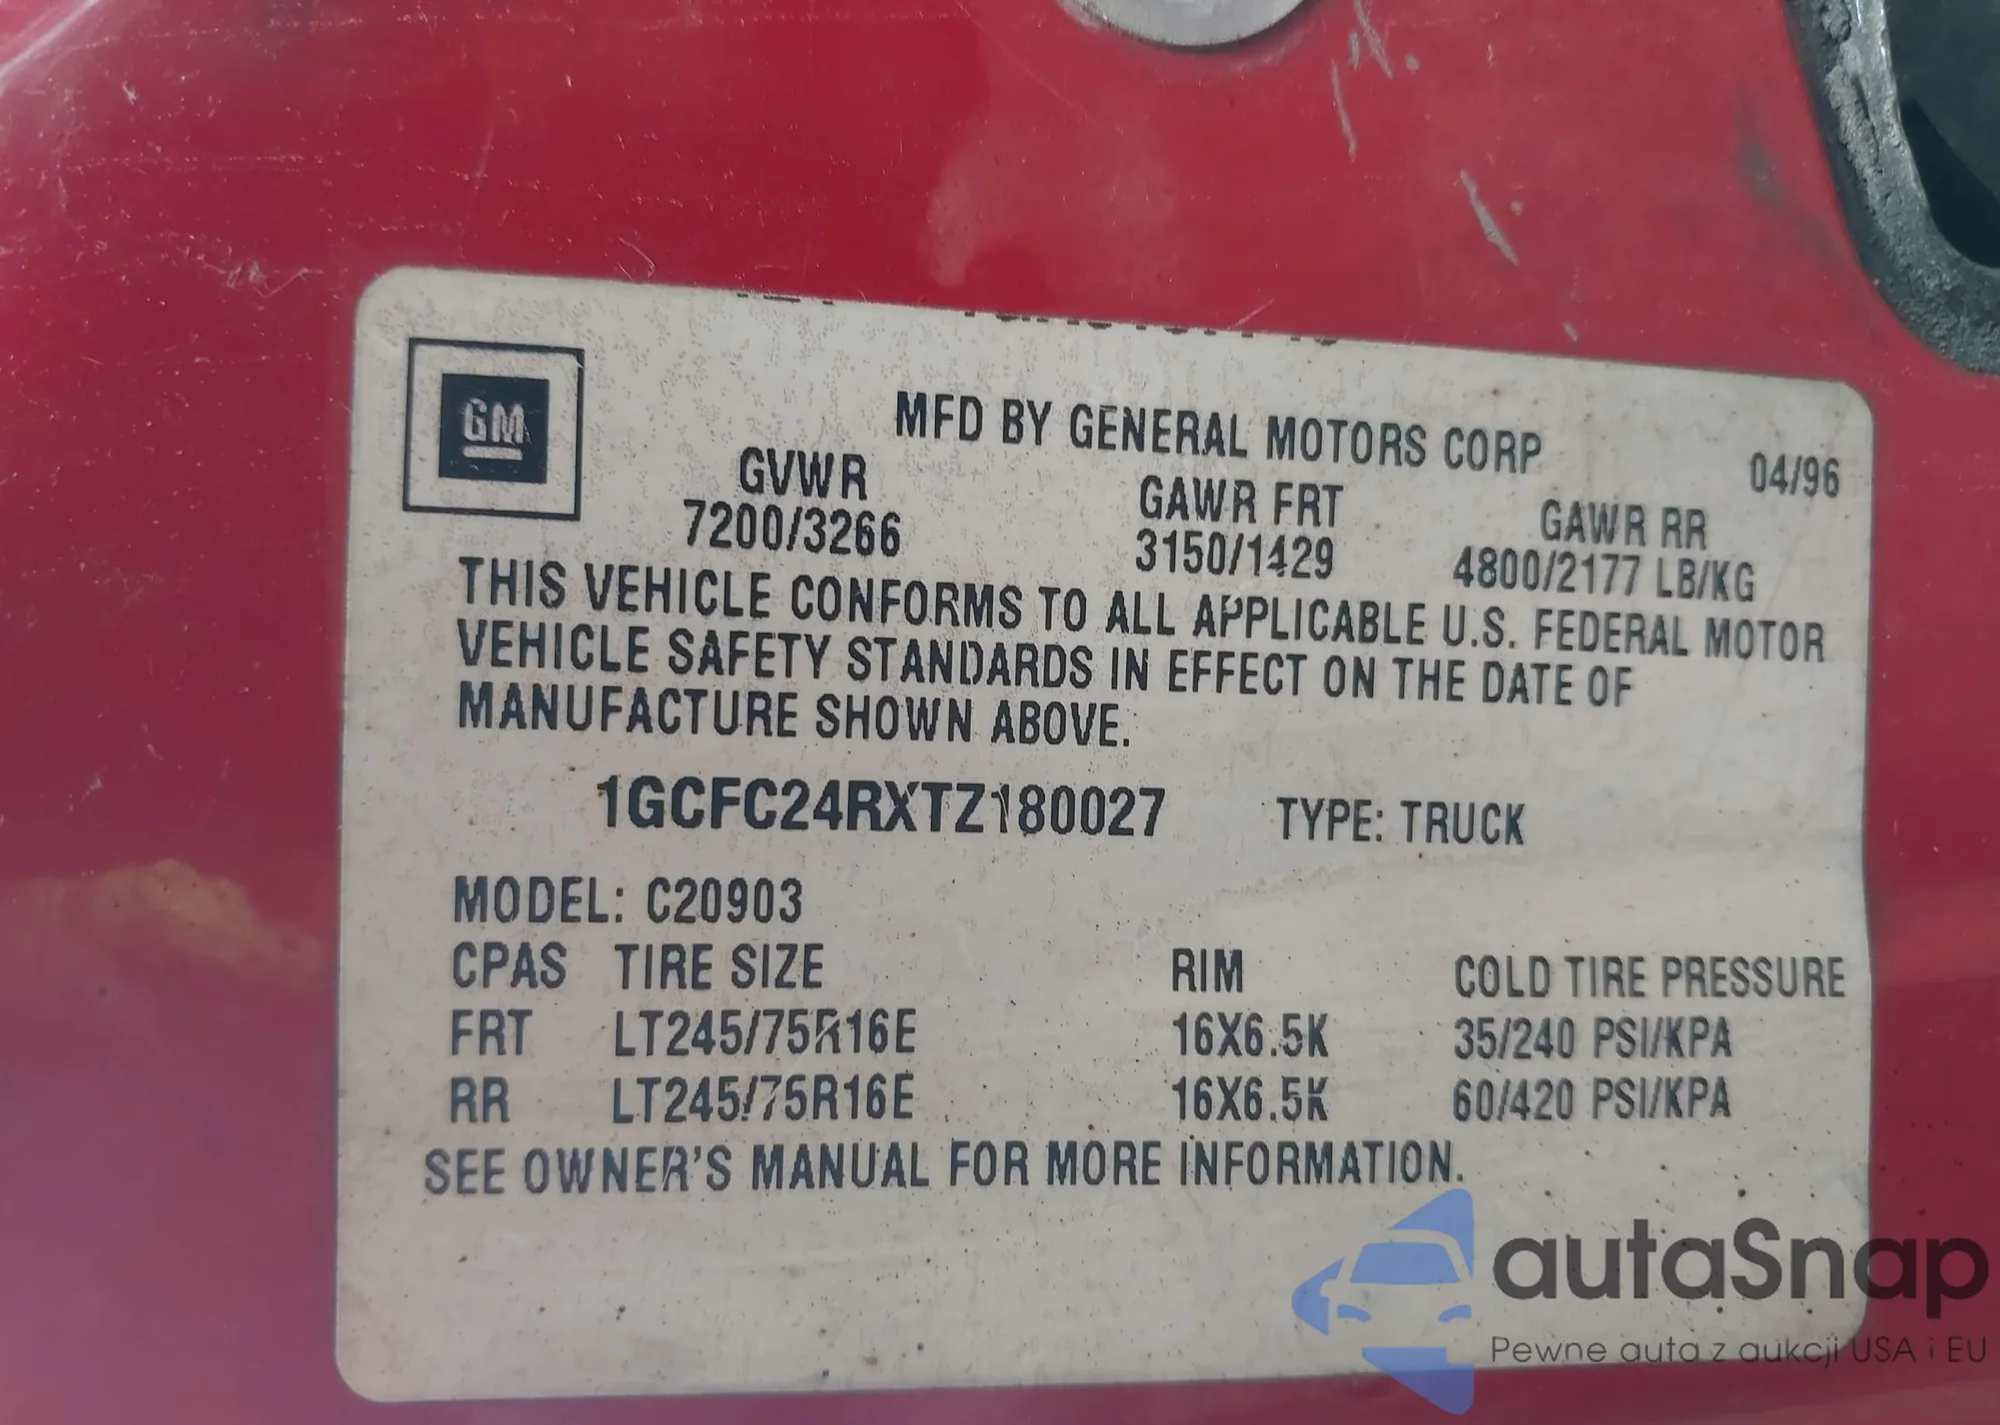 GM
MFD BY GENERAL MOTORS CORP
04/96
GVWR GAWR FRT GAWR RR
7200/3266 3150/1429 4800/2177 LB/KG
THIS VEHICLE CONFORMS TO ALL APPLICABLE U.S. FEDERAL MOTOR
VEHICLE SAFETY STANDARDS IN EFFECT ON THE DATE OF
MANUFACTURE SHOWN ABOVE.
1GCFC24RXTZ180027 TYPE: TRUCK
MODEL: C20903
CPAS TIRE SIZE RIM COLD TIRE PRESSURE
FRT LT245/75R16E 16X6.5K 35/240 PSI/KPA
RR LT245/75R16E 16X6.5K 60/420 PSI/KPA
SEE OWNER'S MANUAL FOR MORE INFORMATION.
autaSnap
Pewne auta z aukcji USA i EU